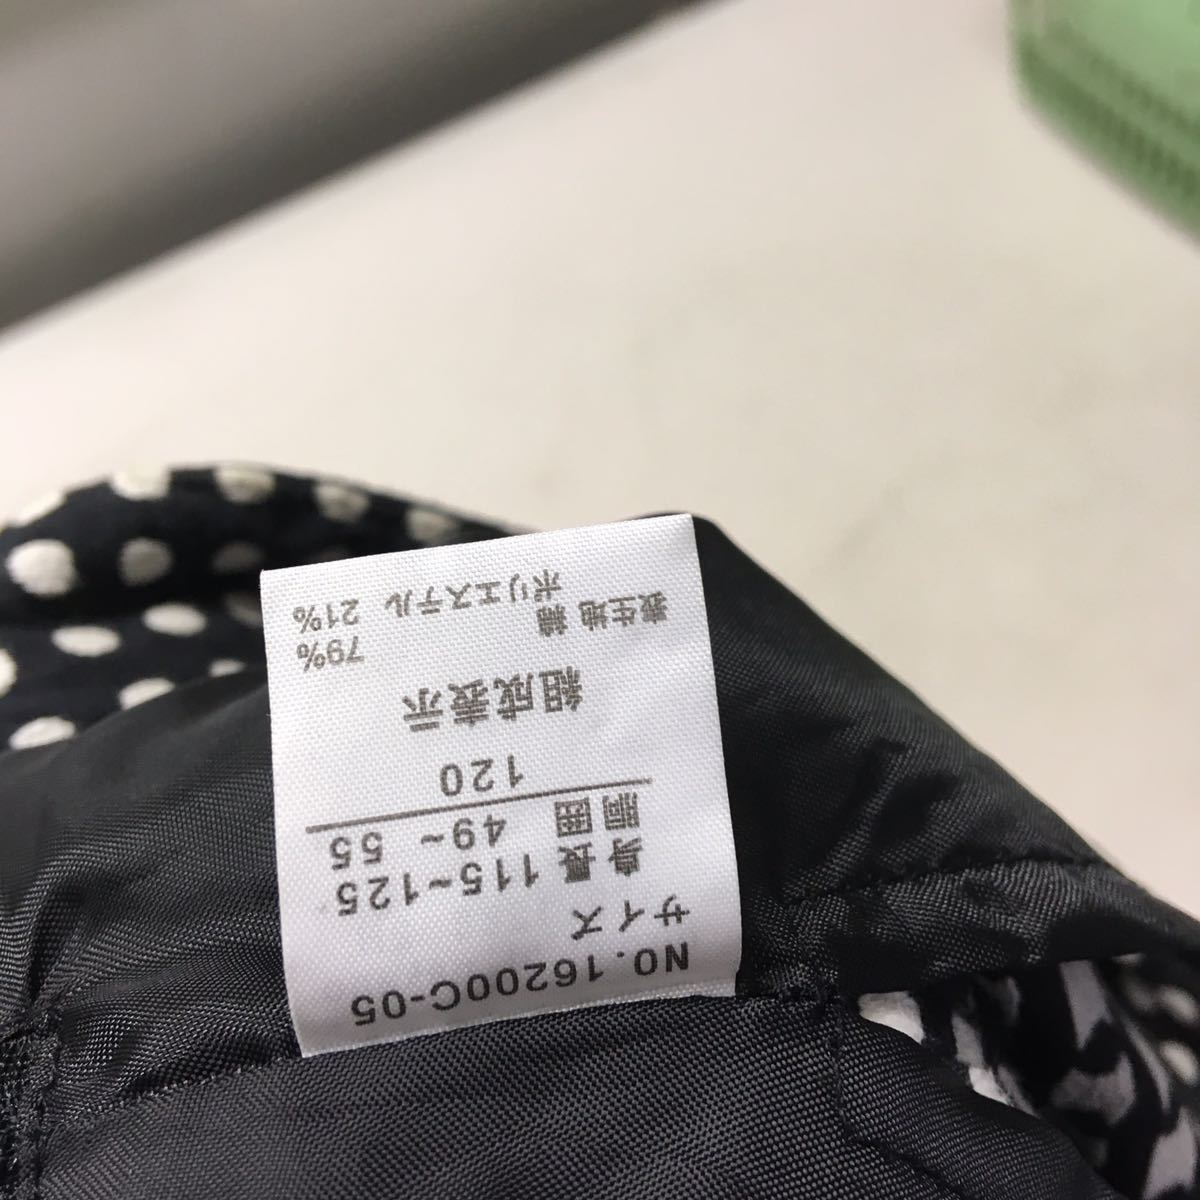 NO.16200C-05
サイズ
身長 115~125
胴囲 49~ 55
120
組成表示
表生地 綿
79%
ポリエステル 21%